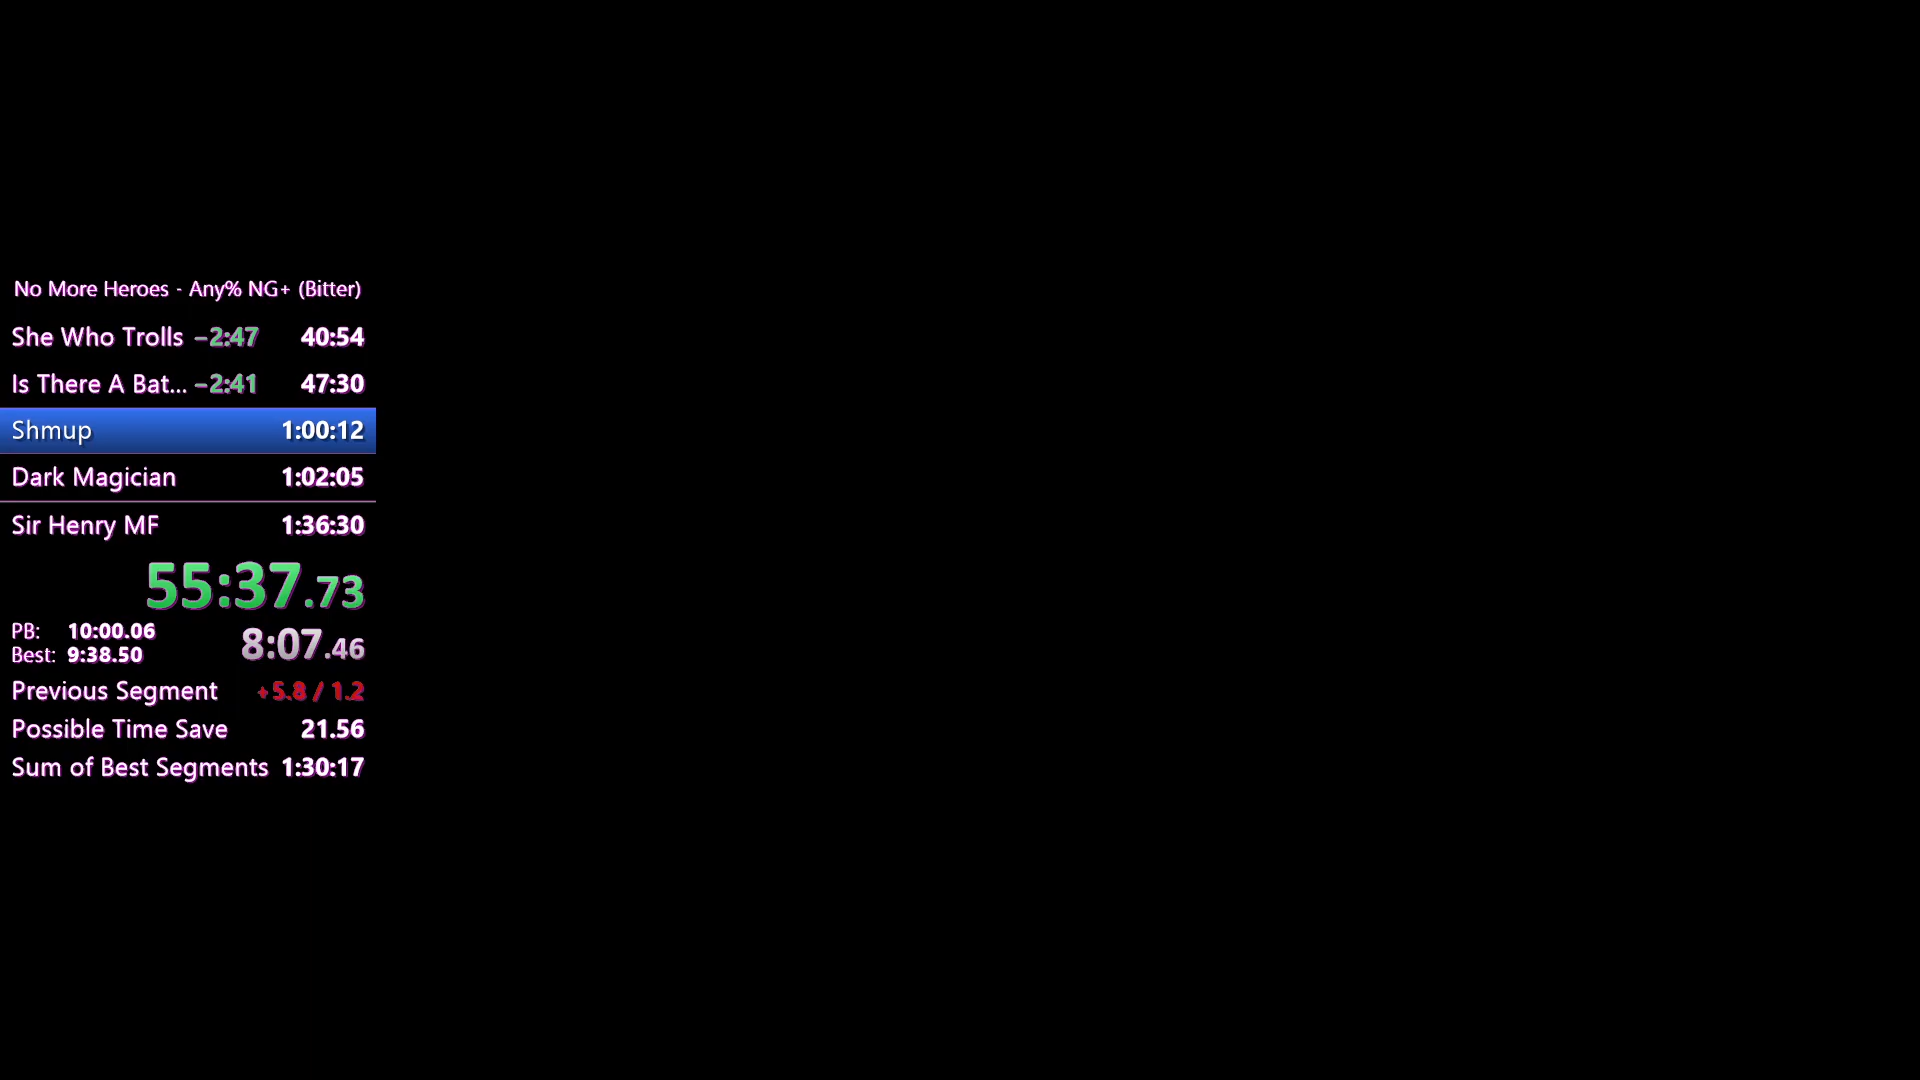 No More Heroes - Any% NG+ (Bitter)
She Who Trolls −2:47 40:54
Is There A Bat... −2:41 47:30
Shmup 1:00:12
Dark Magician 1:02:05
Sir Henry MF 1:36:30
55:37.73
PB: 10:00.06
8:07.46
Best: 9:38.50
Previous Segment +5.8 / 1.2
Possible Time Save 21.56
Sum of Best Segments 1:30:17